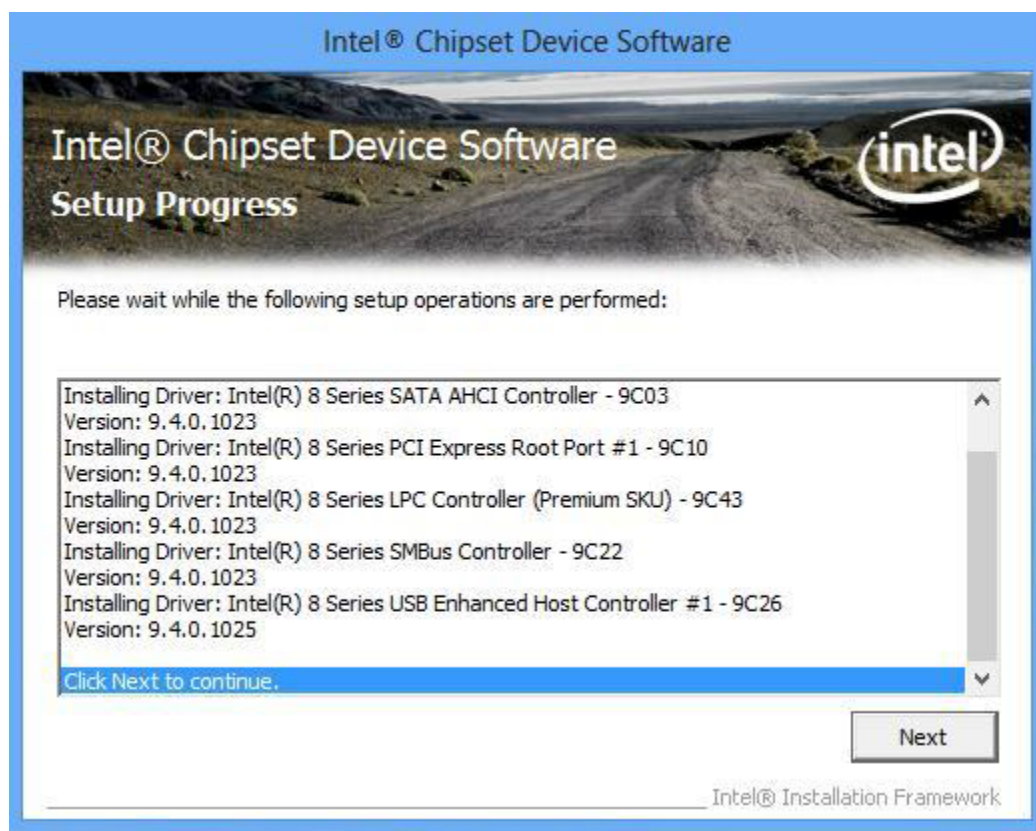 Intel® Chipset Device Software
Intel® Chipset Device Software
intel
Setup Progress
Please wait while the following setup operations are performed:
Installing Driver: Intel(R) 8 Series SATA AHCI Controller - 9C03
Version: 9.4.0.1023
Installing Driver: Intel(R) 8 Series PCI Express Root Port #1 - 9C10
Version: 9.4.0.1023
Installing Driver: Intel(R) 8 Series LPC Controller (Premium SKU) - 9C43
Version: 9.4.0.1023
Installing Driver: Intel(R) 8 Series SMBus Controller - 9C22
Version: 9.4.0.1023
Installing Driver: Intel(R) 8 Series USB Enhanced Host Controller #1 - 9C26
Version: 9.4.0.1025
Click Next to continue.
Next
Intel® Installation Framework